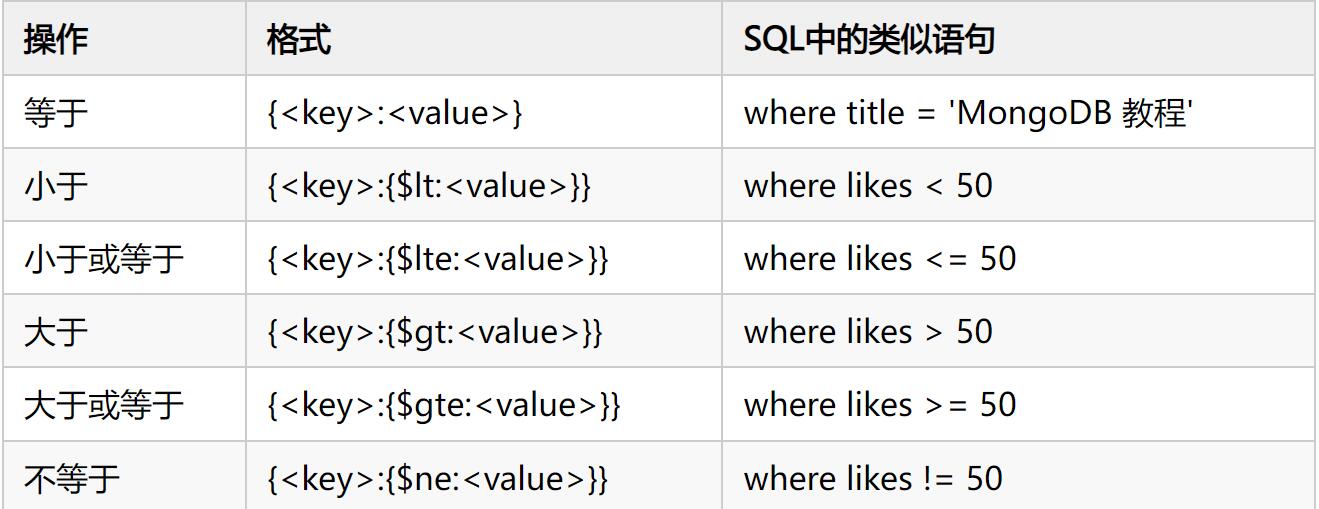 操作 格式 SQL中的类似语句
等于 {<key>:<value>} where title = 'MongoDB 教程'
小于 {<key>:{$lt:<value>}} where likes < 50
小于或等于 {<key>:{$lte:<value>}} where likes <= 50
大于 {<key>:{$gt:<value>}} where likes > 50
大于或等于 {<key>:{$gte:<value>}} where likes >= 50
不等于 {<key>:{$ne:<value>}} where likes != 50